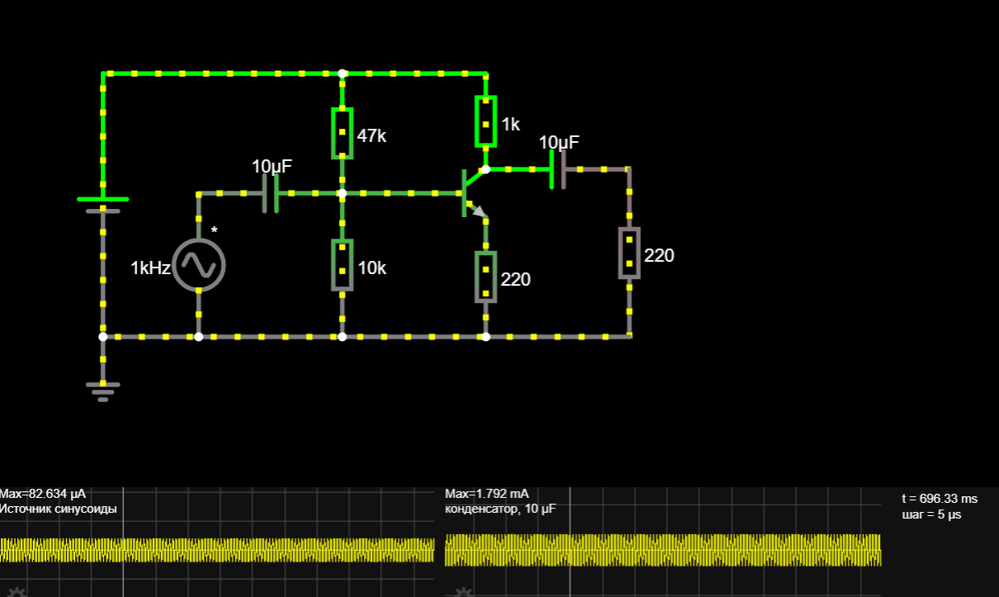 47k
1k
10μF
10μF
*
1kHz
10k
220
220
Max=82.634 μA
Источник синусоиды
Max=1.792 mA
конденсатор, 10 μF
t = 696.33 ms
шаг = 5 μs